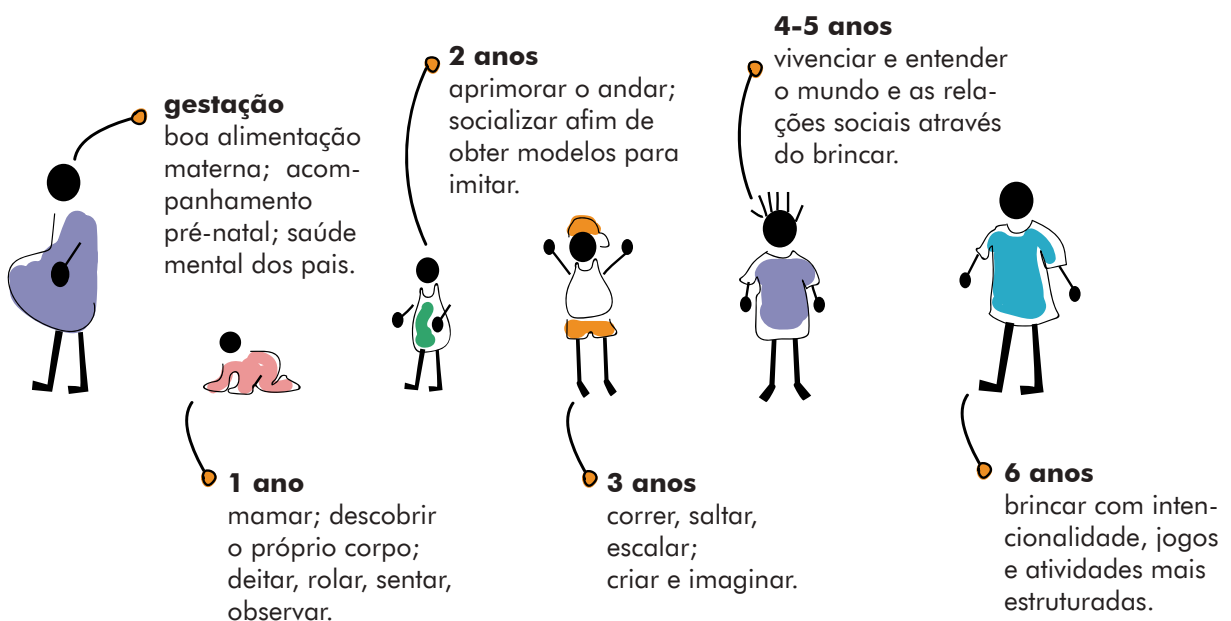 gestação
boa alimentação
materna;  acom-
panhamento
pré-natal; saúde
mental dos pais.
1 ano
mamar; descobrir
o próprio corpo;
deitar, rolar, sentar,
observar.
2 anos
aprimorar o andar;
socializar afim de
obter modelos para
imitar.
3 anos
correr, saltar,
escalar;
criar e imaginar.
4-5 anos
vivenciar e entender
o mundo e as rela-
ções sociais através
do brincar.
6 anos
brincar com inten-
cionalidade, jogos
e atividades mais
estruturadas.